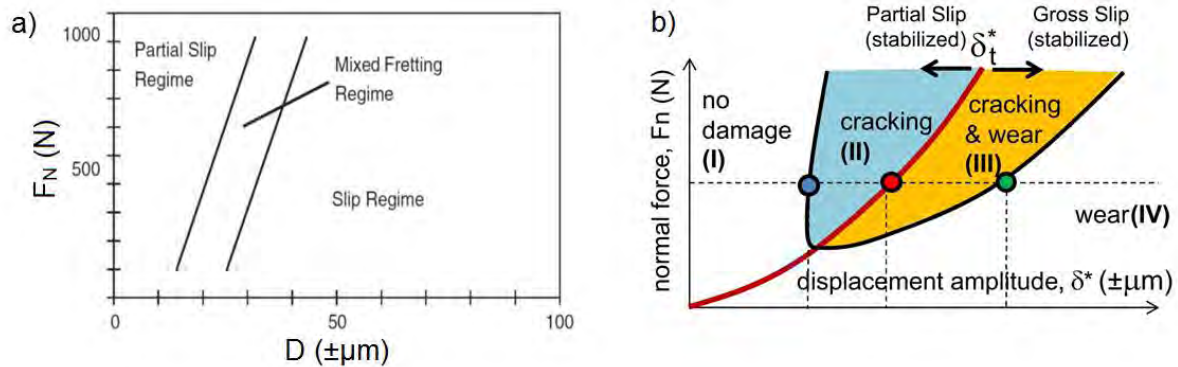 a)
1000
500
0
0
50
100
F_N (N)
D (±µm)
Partial Slip
Regime
Mixed Fretting
Regime
Slip Regime
b)
Partial Slip
(stabilized)
δ*t
Gross Slip
(stabilized)
no
damage
(I)
cracking
(II)
cracking
& wear
(III)
wear(IV)
normal force, Fn (N)
displacement amplitude, δ* (±µm)